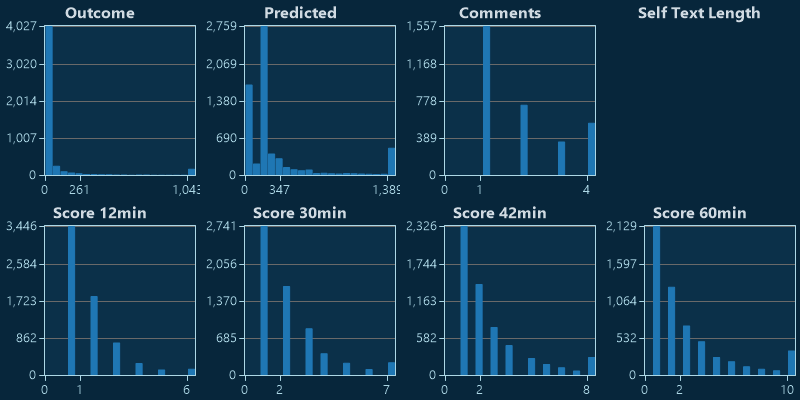 Outcome
4,027
3,020
2,014
1,007
0
0 261 1,043
Predicted
2,759
2,069
1,380
690
0
0 347 1,389
Comments
1,557
1,168
778
389
0
0 1 4
Self Text Length
Score 12min
3,446
2,584
1,723
862
0
0 1 6
Score 30min
2,741
2,056
1,370
685
0
0 2 7
Score 42min
2,326
1,744
1,163
582
0
0 2 8
Score 60min
2,129
1,597
1,064
532
0
0 2 10